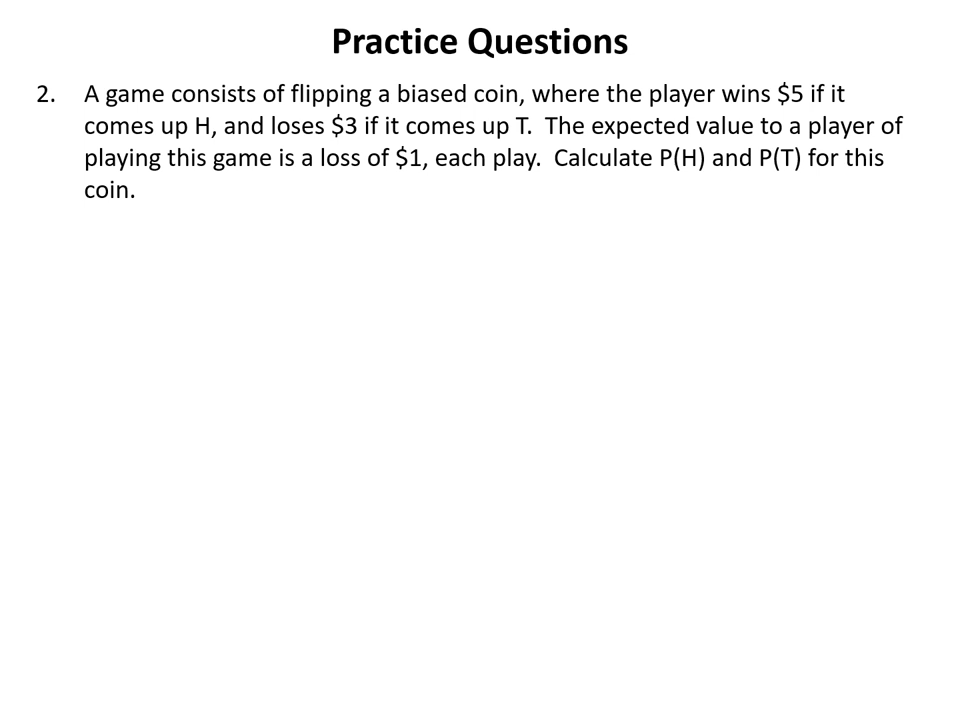 Practice Questions
2. A game consists of flipping a biased coin, where the player wins $5 if it
comes up H, and loses $3 if it comes up T.  The expected value to a player of
playing this game is a loss of $1, each play.  Calculate P(H) and P(T) for this
coin.